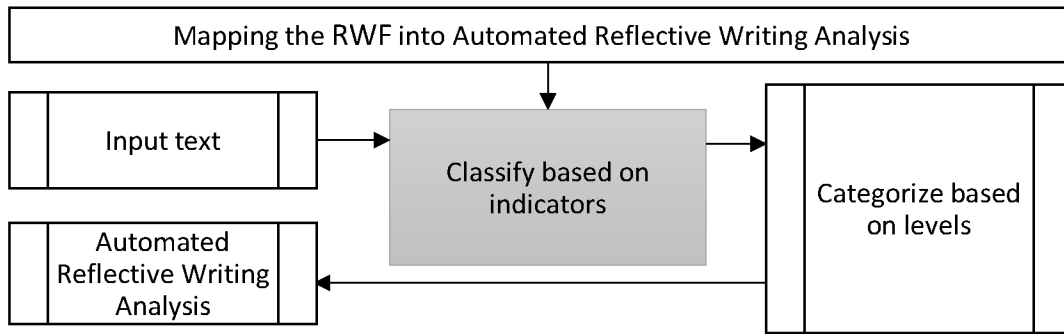 Mapping the RWF into Automated Reflective Writing Analysis
Input text
Classify based on
indicators
Categorize based
on levels
Automated
Reflective Writing
Analysis